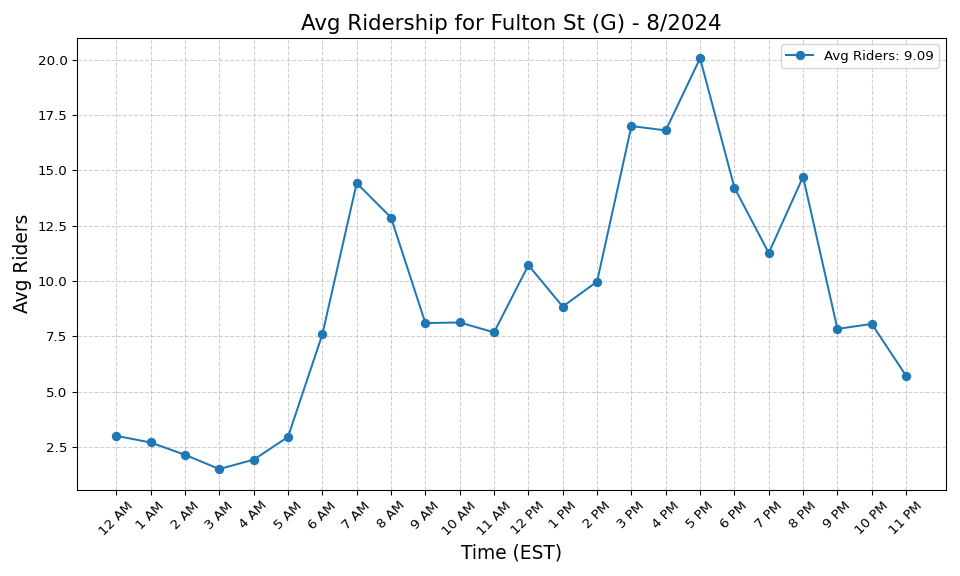 Avg Ridership for Fulton St (G) - 8/2024
Avg Riders: 9.09
Avg Riders
20.0
17.5
15.0
12.5
10.0
7.5
5.0
2.5
12 AM
1 AM
2 AM
3 AM
4 AM
5 AM
6 AM
7 AM
8 AM
9 AM
10 AM
11 AM
12 PM
1 PM
2 PM
3 PM
4 PM
5 PM
6 PM
7 PM
8 PM
9 PM
10 PM
11 PM
Time (EST)